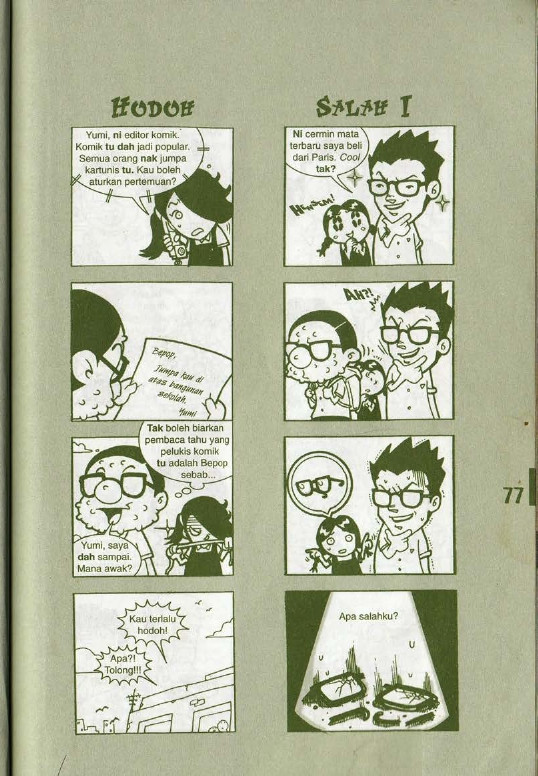 HODOH
Yumi, ni editor komik.
Komik tu dah jadi popular.
Semua orang nak jumpa
kartunis tu. Kau boleh
aturkan pertemuan?
Bepop,
Jumpa kau di
atas bangunan
sekolah.
Yumi
Tak boleh biarkan
pembaca tahu yang
pelukis komik
tu adalah Bepop
sebab...
Yumi, saya
dah sampai.
Mana awak?
Kau terlalu
hodoh!
Apa?!
Tolong!!!
SALAH I
Ni cermin mata
terbaru saya beli
dari Paris. Cool
tak?
HENSEM!
AH?!
Apa salahku?
77